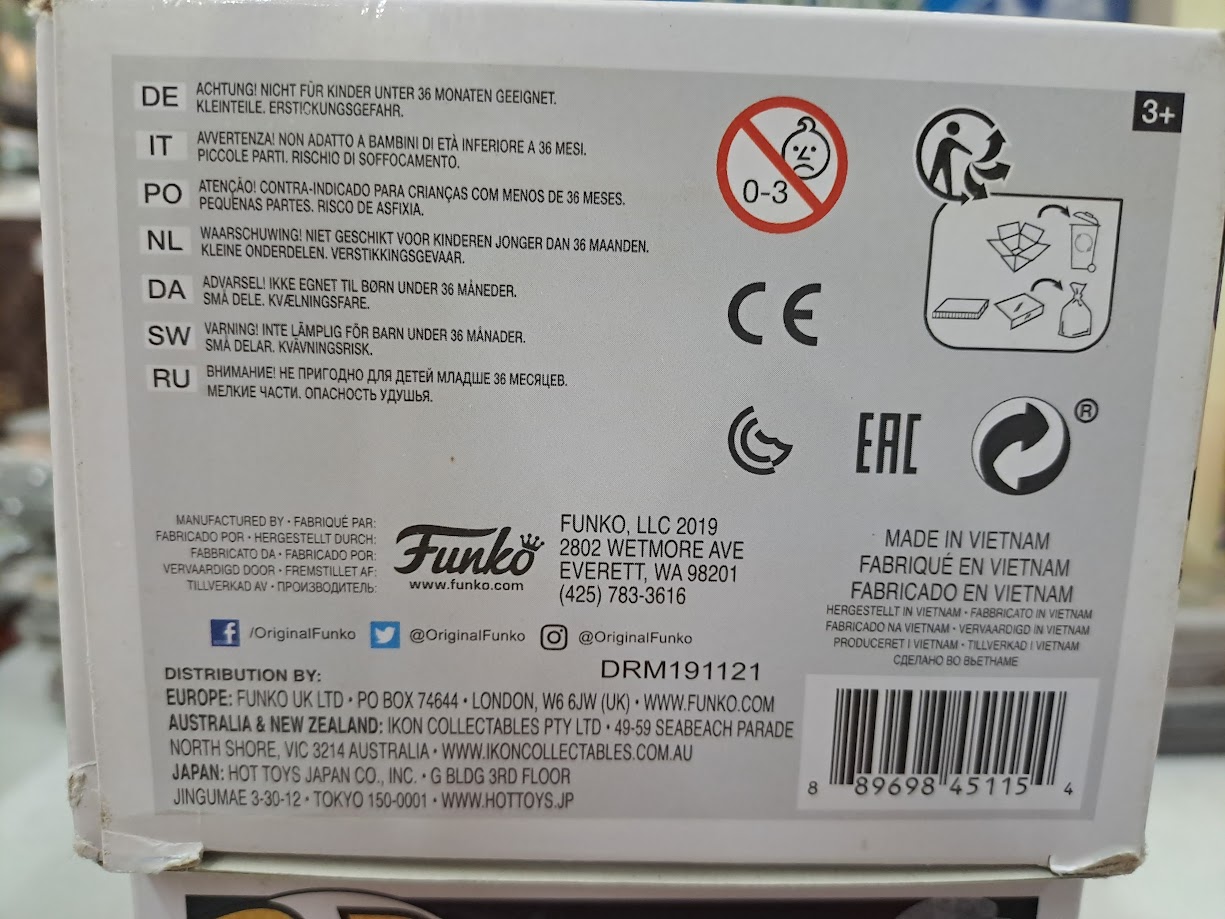 DE ACHTUNG! NICHT FÜR KINDER UNTER 36 MONATEN GEEIGNET.
KLEINTEILE. ERSTICKUNGSGEFAHR.
IT AVVERTENZA! NON ADATTO A BAMBINI DI ETÀ INFERIORE A 36 MESI.
PICCOLE PARTI. RISCHIO DI SOFFOCAMENTO.
PO ATENÇÃO! CONTRA-INDICADO PARA CRIANÇAS COM MENOS DE 36 MESES.
PEQUENAS PARTES. RISCO DE ASFIXIA.
NL WAARSCHUWING! NIET GESCHIKT VOOR KINDEREN JONGER DAN 36 MAANDEN.
KLEINE ONDERDELEN. VERSTIKKINGSGEVAAR.
DA ADVARSEL! IKKE EGNET TIL BØRN UNDER 36 MÅNEDER.
SMÅ DELE. KVÆLNINGSFARE.
SW VARNING! INTE LÄMPLIG FÖR BARN UNDER 36 MÅNADER.
SMÅ DELAR. KVÄVNINGSRISK.
RU ВНИМАНИЕ! НЕ ПРИГОДНО ДЛЯ ДЕТЕЙ МЛАДШЕ 36 МЕСЯЦЕВ.
МЕЛКИЕ ЧАСТИ. ОПАСНОСТЬ УДУШЬЯ.
0-3
3+
CE
EAC
®
MANUFACTURED BY • FABRIQUÉ PAR:
FABRICADO POR • HERGESTELLT DURCH:
FABBRICATO DA • FABRICADO POR:
VERVAARDIGD DOOR • FREMSTILLET AF:
TILLVERKAD AV • ПРОИЗВОДИТЕЛЬ:
Funko
www.funko.com
FUNKO, LLC 2019
2802 WETMORE AVE
EVERETT, WA 98201
(425) 783-3616
/OriginalFunko @OriginalFunko @OriginalFunko
DRM191121
DISTRIBUTION BY:
EUROPE: FUNKO UK LTD • PO BOX 74644 • LONDON, W6 6JW (UK) • WWW.FUNKO.COM
AUSTRALIA & NEW ZEALAND: IKON COLLECTABLES PTY LTD • 49-59 SEABEACH PARADE
NORTH SHORE, VIC 3214 AUSTRALIA • WWW.IKONCOLLECTABLES.COM.AU
JAPAN: HOT TOYS JAPAN CO., INC. • G BLDG 3RD FLOOR
JINGUMAE 3-30-12 • TOKYO 150-0001 • WWW.HOTTOYS.JP
MADE IN VIETNAM
FABRIQUÉ EN VIETNAM
FABRICADO EN VIETNAM
HERGESTELLT IN VIETNAM • FABBRICATO IN VIETNAM
FABRICADO NA VIETNAM • VERVAARDIGD IN VIETNAM
PRODUCERET I VIETNAM • TILLVERKAD I VIETNAM
СДЕЛАНО ВО ВЬЕТНАМЕ
8 89698 45115 4